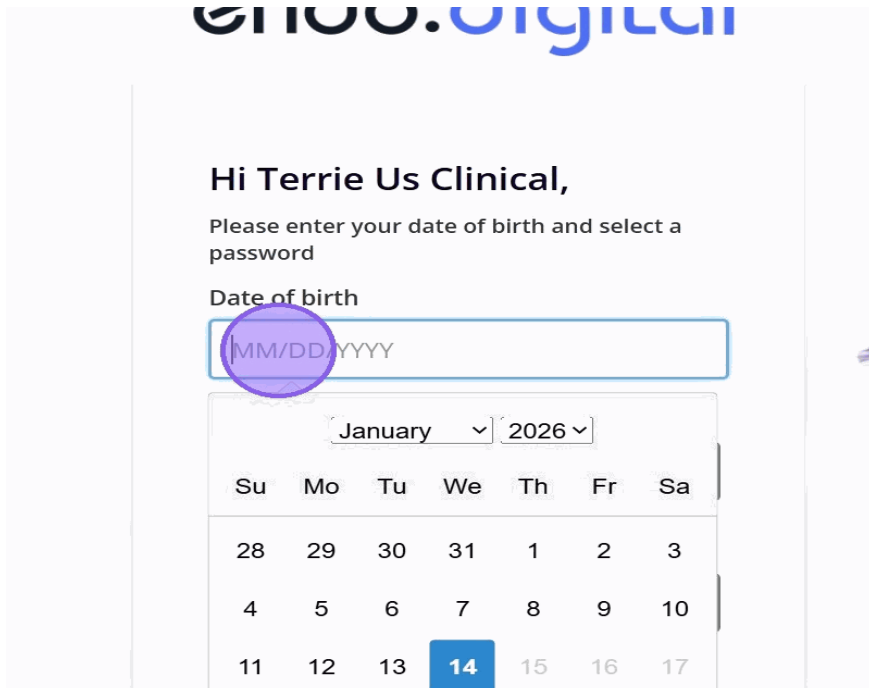 endo.digital
Hi Terrie Us Clinical,
Please enter your date of birth and select a
password
Date of birth
MM/DD/YYYY
January 2026
Su Mo Tu We Th Fr Sa
28 29 30 31 1 2 3
4 5 6 7 8 9 10
11 12 13 14 15 16 17